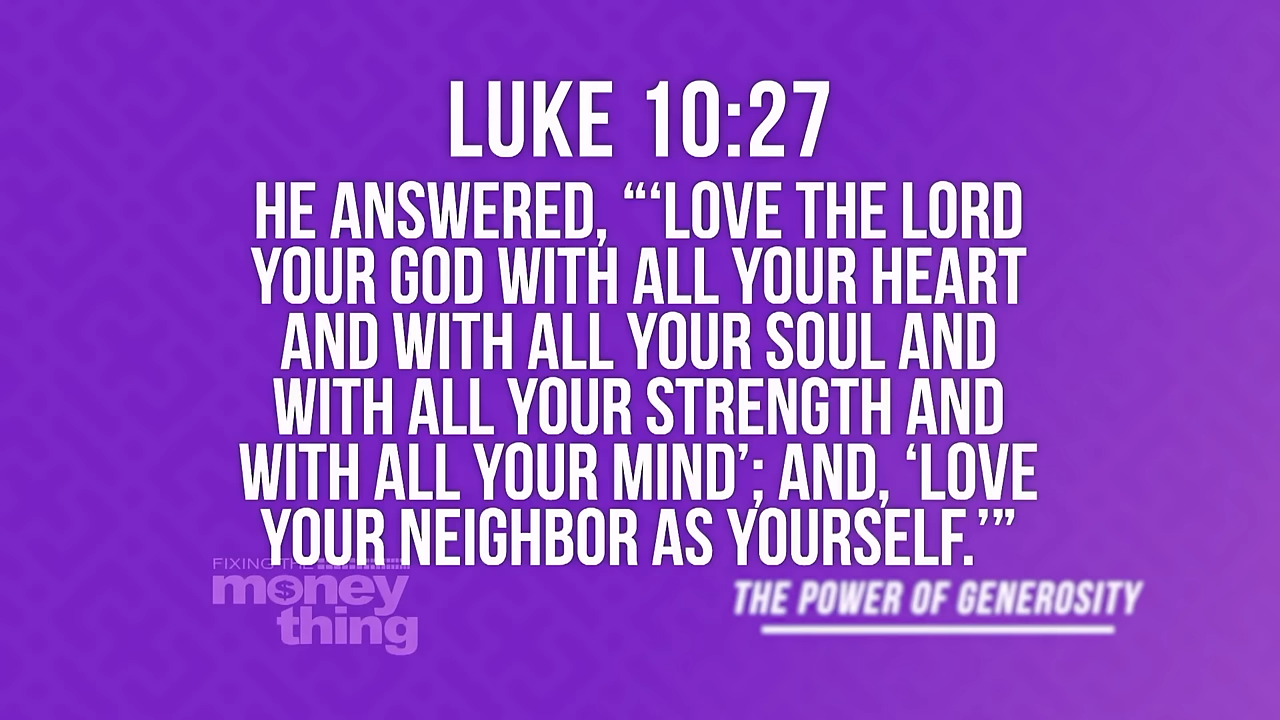 LUKE 10:27
HE ANSWERED, “‘LOVE THE LORD
YOUR GOD WITH ALL YOUR HEART
AND WITH ALL YOUR SOUL AND
WITH ALL YOUR STRENGTH AND
WITH ALL YOUR MIND’; AND, ‘LOVE
YOUR NEIGHBOR AS YOURSELF.’”
FIXING THE
money
thing
THE POWER OF GENEROSITY